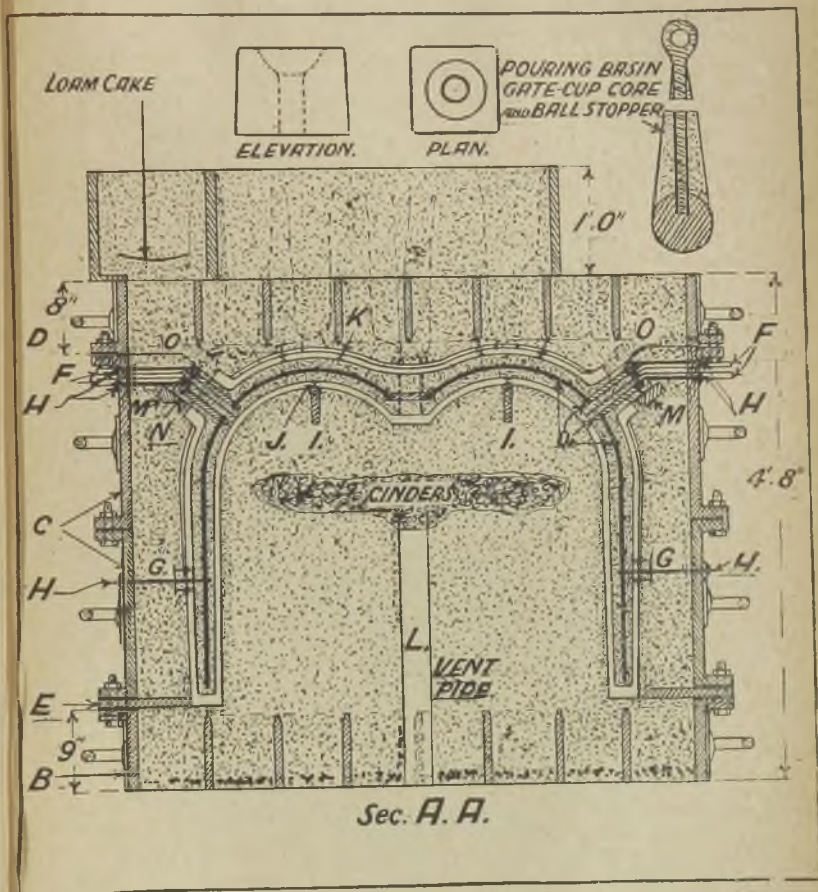 LOAM CAKE
ELEVATION.
PLAN.
POURING BASIN
GATE-CUP CORE
AND BALL STOPPER
1'.0"
8"
D
F
H
M
N
O
K
O
F
H
M
J.
I.
I.
CINDERS
4'.8"
C
H
G
G
H.
L.
VENT
PIPE
E
9"
B
Sec. A. A.